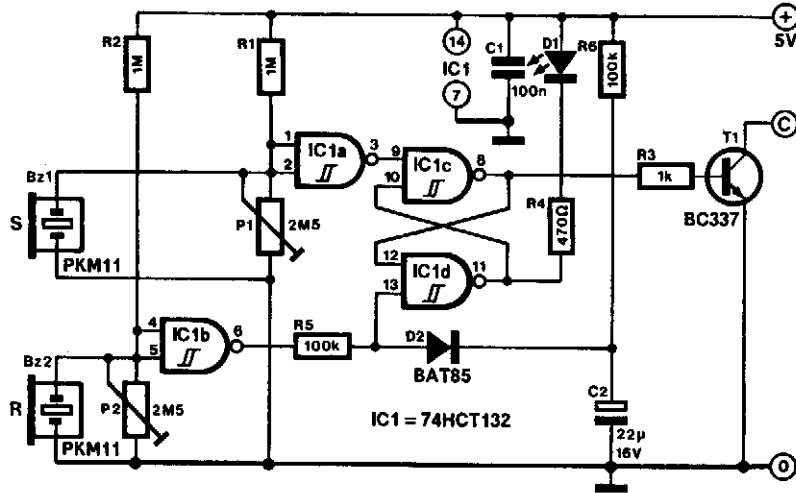 R2
1M
R1
1M
14
IC1
7
C1
100n
D1
R6
100k
+
5V
C
T1
BC337
1
2
IC1a
3
9
10
IC1c
8
R3
1k
Bz1
S
PKM11
P1
2M5
R4
470Ω
12
13
IC1d
11
4
5
IC1b
6
R5
100k
D2
BAT85
Bz2
R
PKM11
P2
2M5
IC1 = 74HCT132
C2
22µ
16V
0